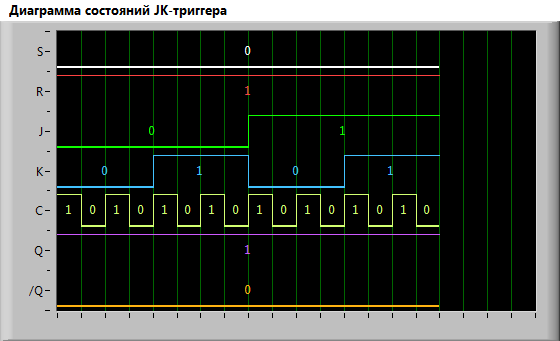 Диаграмма состояний JK-триггера
S 0
R 1
J 0 1
K 0 1 0 1
C 1 0 1 0 1 0 1 0 1 0 1 0 1 0 1 0
Q 1
/Q 0